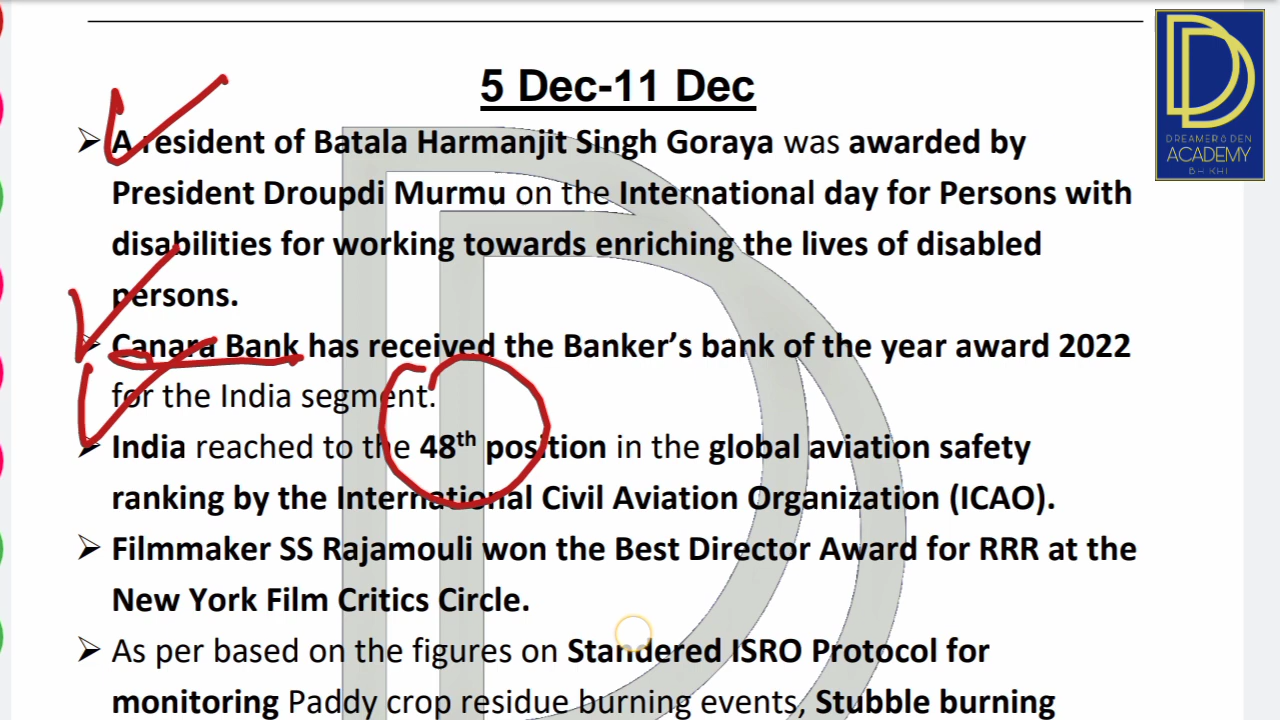 5 Dec-11 Dec
➢ A resident of Batala Harmanjit Singh Goraya was awarded by
President Droupdi Murmu on the International day for Persons with
disabilities for working towards enriching the lives of disabled
persons.
➢ Canara Bank has received the Banker's bank of the year award 2022
for the India segment.
➢ India reached to the 48th position in the global aviation safety
ranking by the International Civil Aviation Organization (ICAO).
➢ Filmmaker SS Rajamouli won the Best Director Award for RRR at the
New York Film Critics Circle.
➢ As per based on the figures on Standered ISRO Protocol for
monitoring Paddy crop residue burning events, Stubble burning
DREAMER'S DEN
ACADEMY
BHIKHI